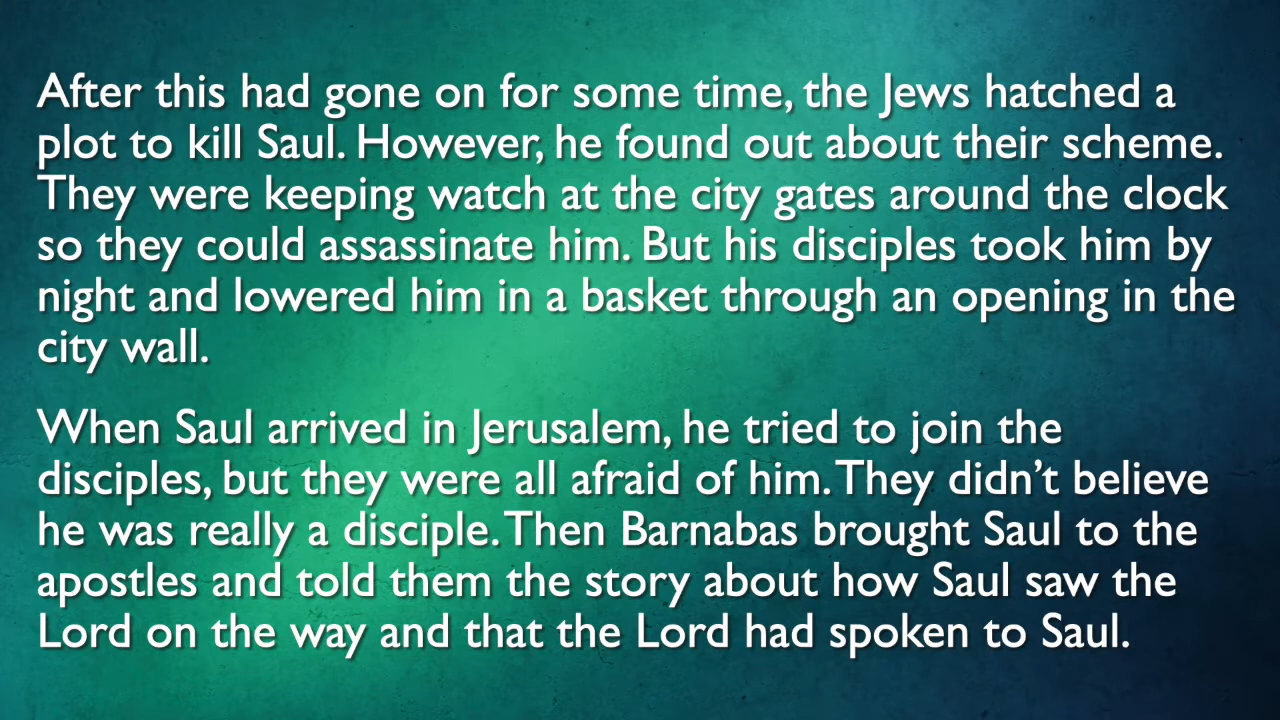 After this had gone on for some time, the Jews hatched a
plot to kill Saul. However, he found out about their scheme.
They were keeping watch at the city gates around the clock
so they could assassinate him. But his disciples took him by
night and lowered him in a basket through an opening in the
city wall.
When Saul arrived in Jerusalem, he tried to join the
disciples, but they were all afraid of him. They didn’t believe
he was really a disciple. Then Barnabas brought Saul to the
apostles and told them the story about how Saul saw the
Lord on the way and that the Lord had spoken to Saul.